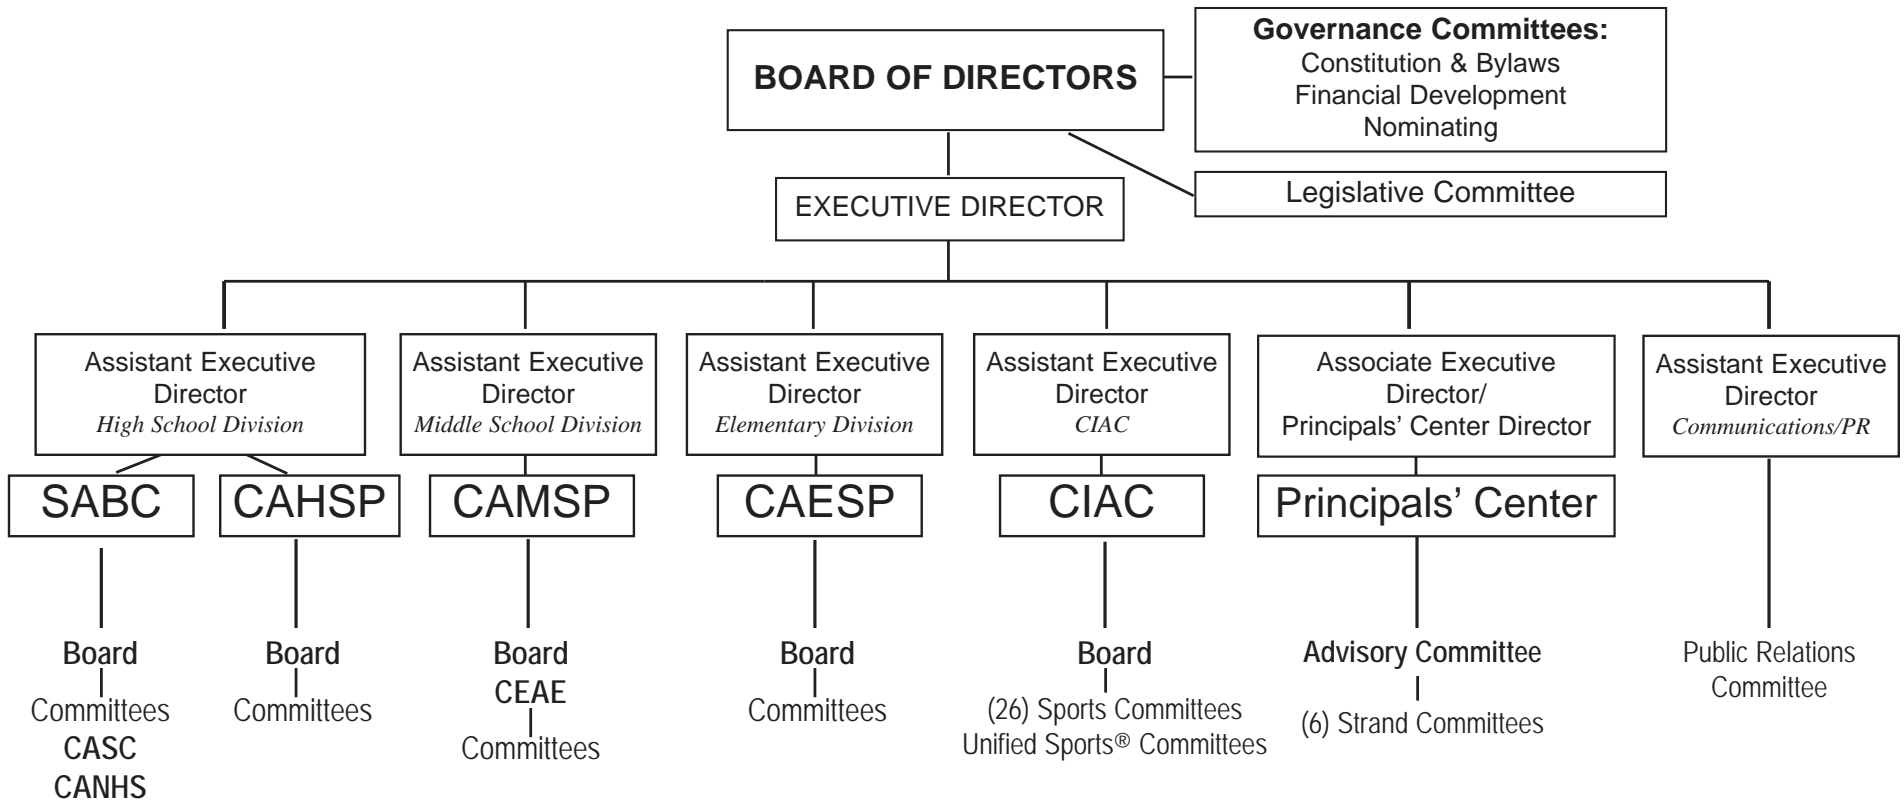 BOARD OF DIRECTORS
Governance Committees:
Constitution & Bylaws
Financial Development
Nominating
Legislative Committee
EXECUTIVE DIRECTOR
Assistant Executive
Director
High School Division
Assistant Executive
Director
Middle School Division
Assistant Executive
Director
Elementary Division
Assistant Executive
Director
CIAC
Associate Executive
Director/
Principals’ Center Director
Assistant Executive
Director
Communications/PR
SABC
CAHSP
CAMSP
CAESP
CIAC
Principals’ Center
Board
Committees
CASC
CANHS
Board
Committees
Board
CEAE
Committees
Board
Committees
Board
(26) Sports Committees
Unified Sports® Committees
Advisory Committee
(6) Strand Committees
Public Relations
Committee